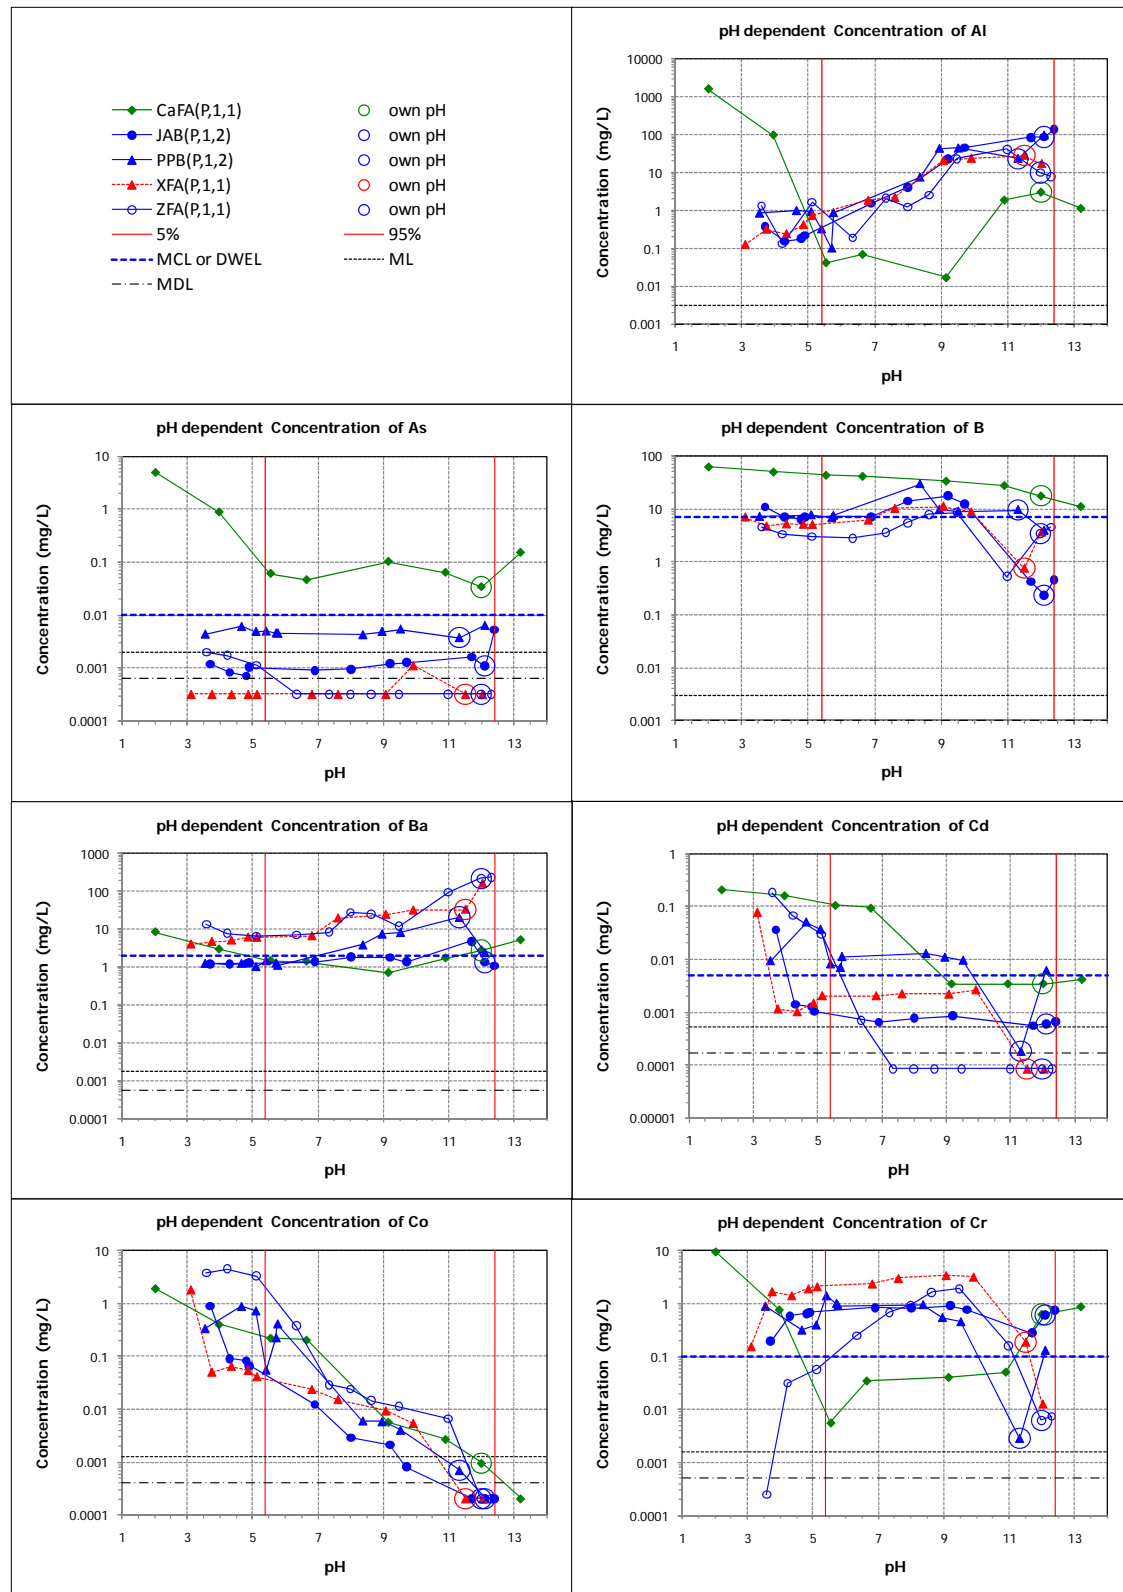 CaFA(P,1,1) own pH
JAB(P,1,2) own pH
PPB(P,1,2) own pH
XFA(P,1,1) own pH
ZFA(P,1,1) own pH
5% 95%
MCL or DWEL ML
MDL
pH dependent Concentration of Al
Concentration (mg/L)
10000
1000
100
10
1
0.1
0.01
0.001
1 3 5 7 9 11 13
pH
pH dependent Concentration of As
Concentration (mg/L)
10
1
0.1
0.01
0.001
0.0001
1 3 5 7 9 11 13
pH
pH dependent Concentration of B
Concentration (mg/L)
100
10
1
0.1
0.01
0.001
1 3 5 7 9 11 13
pH
pH dependent Concentration of Ba
Concentration (mg/L)
1000
100
10
1
0.1
0.01
0.001
0.0001
1 3 5 7 9 11 13
pH
pH dependent Concentration of Cd
Concentration (mg/L)
1
0.1
0.01
0.001
0.0001
0.00001
1 3 5 7 9 11 13
pH
pH dependent Concentration of Co
Concentration (mg/L)
10
1
0.1
0.01
0.001
0.0001
1 3 5 7 9 11 13
pH
pH dependent Concentration of Cr
Concentration (mg/L)
10
1
0.1
0.01
0.001
0.0001
1 3 5 7 9 11 13
pH